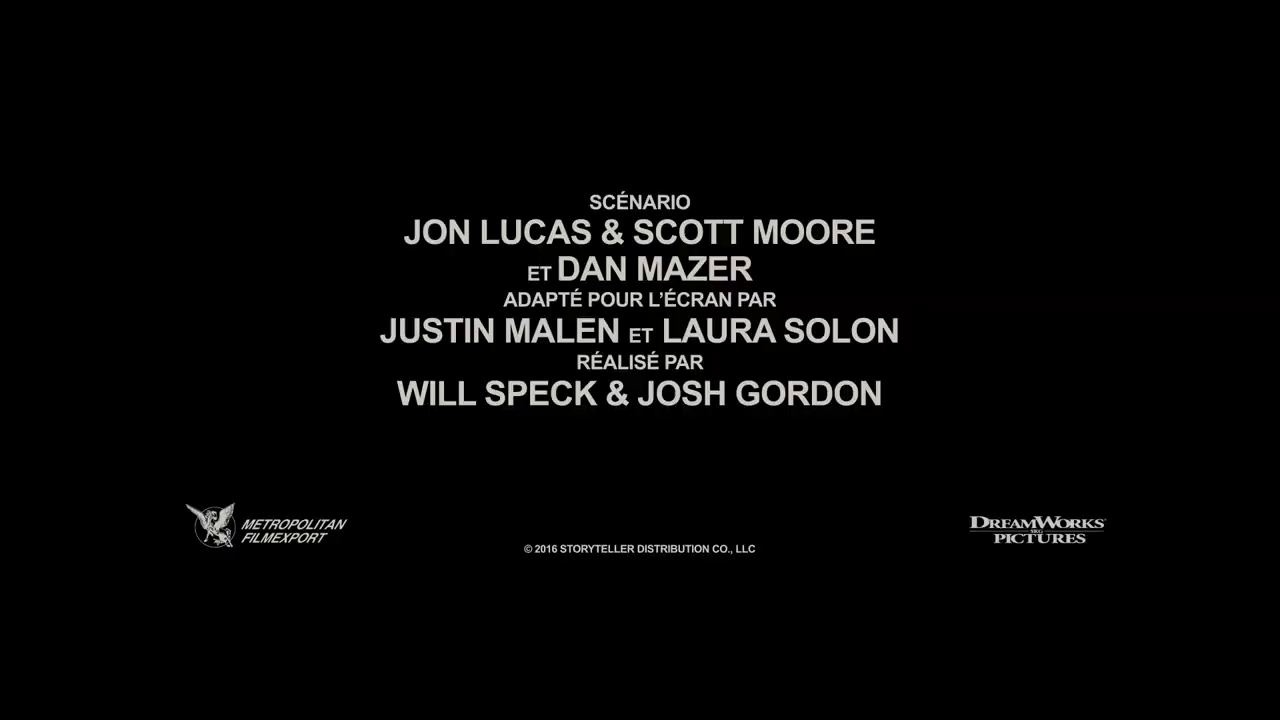 SCÉNARIO
JON LUCAS & SCOTT MOORE
ET DAN MAZER
ADAPTÉ POUR L'ÉCRAN PAR
JUSTIN MALEN ET LAURA SOLON
RÉALISÉ PAR
WILL SPECK & JOSH GORDON
METROPOLITAN
FILMEXPORT
© 2016 STORYTELLER DISTRIBUTION CO., LLC
DREAMWORKS
SKG
PICTURES